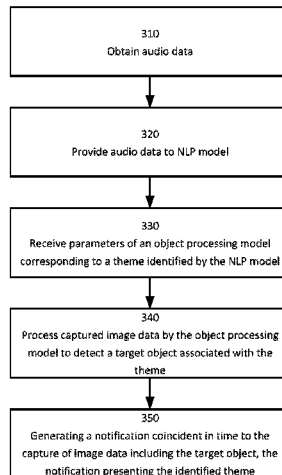 310
Obtain audio data
320
Provide audio data to NLP model
330
Receive parameters of an object processing model
corresponding to a theme identified by the NLP model
340
Process captured image data by the object processing
model to detect a target object associated with the
theme
350
Generating a notification coincident in time to the
capture of image data including the target object, the
notification presenting the identified theme